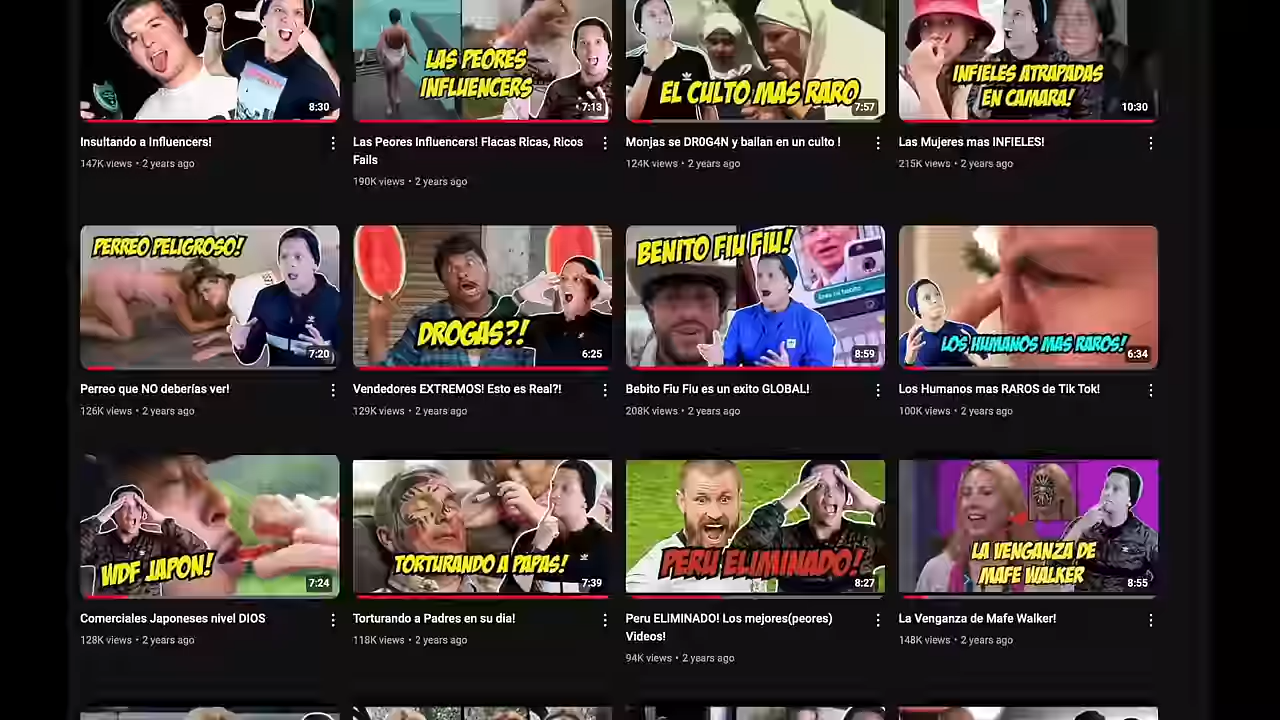 LAS PEORES
INFLUENCERS
EL CULTO MAS RARO
INFIELES ATRAPADAS
EN CAMARA!
8:30
7:13
7:57
10:30
Insultando a Influencers!
147K views • 2 years ago
Las Peores Influencers! Flacas Ricas, Ricos
Fails
190K views • 2 years ago
Monjas se DR0G4N y bailan en un culto !
124K views • 2 years ago
Las Mujeres mas INFIELES!
215K views • 2 years ago
PERREO PELIGROSO!
7:20
DROGAS?!
6:25
BENITO FIU FIU!
8:59
LOS HUMANOS MAS RAROS!
6:34
Perreo que NO deberías ver!
126K views • 2 years ago
Vendedores EXTREMOS! Esto es Real?!
129K views • 2 years ago
Bebito Fiu Fiu es un exito GLOBAL!
208K views • 2 years ago
Los Humanos mas RAROS de Tik Tok!
100K views • 2 years ago
WDF JAPON!
7:24
TORTURANDO A PAPAS!
7:39
PERU ELIMINADO!
8:27
LA VENGANZA DE
MAFE WALKER
8:55
Comerciales Japoneses nivel DIOS
128K views • 2 years ago
Torturando a Padres en su dia!
118K views • 2 years ago
Peru ELIMINADO! Los mejores(peores)
Videos!
94K views • 2 years ago
La Venganza de Mafe Walker!
148K views • 2 years ago